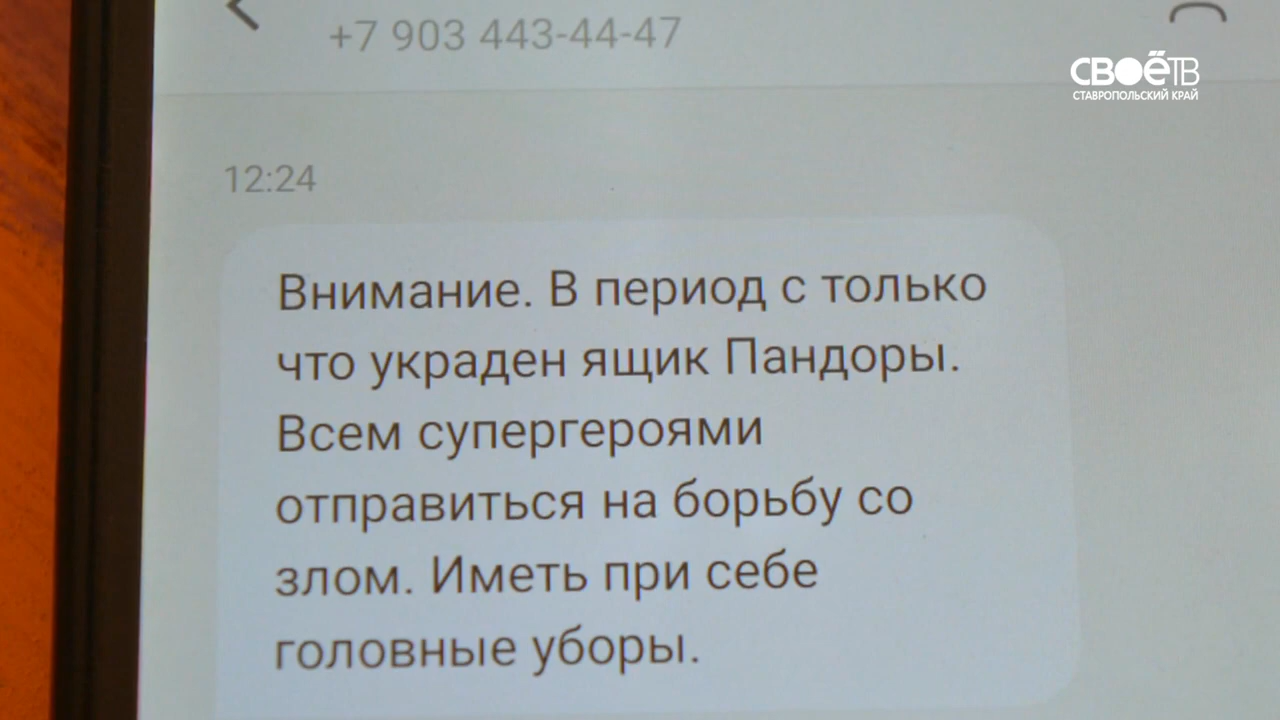 +7 903 443-44-47
СВОЁТВ
СТАВРОПОЛЬСКИЙ КРАЙ
12:24
Внимание. В период с только
что украден ящик Пандоры.
Всем супергероями
отправиться на борьбу со
злом. Иметь при себе
головные уборы.